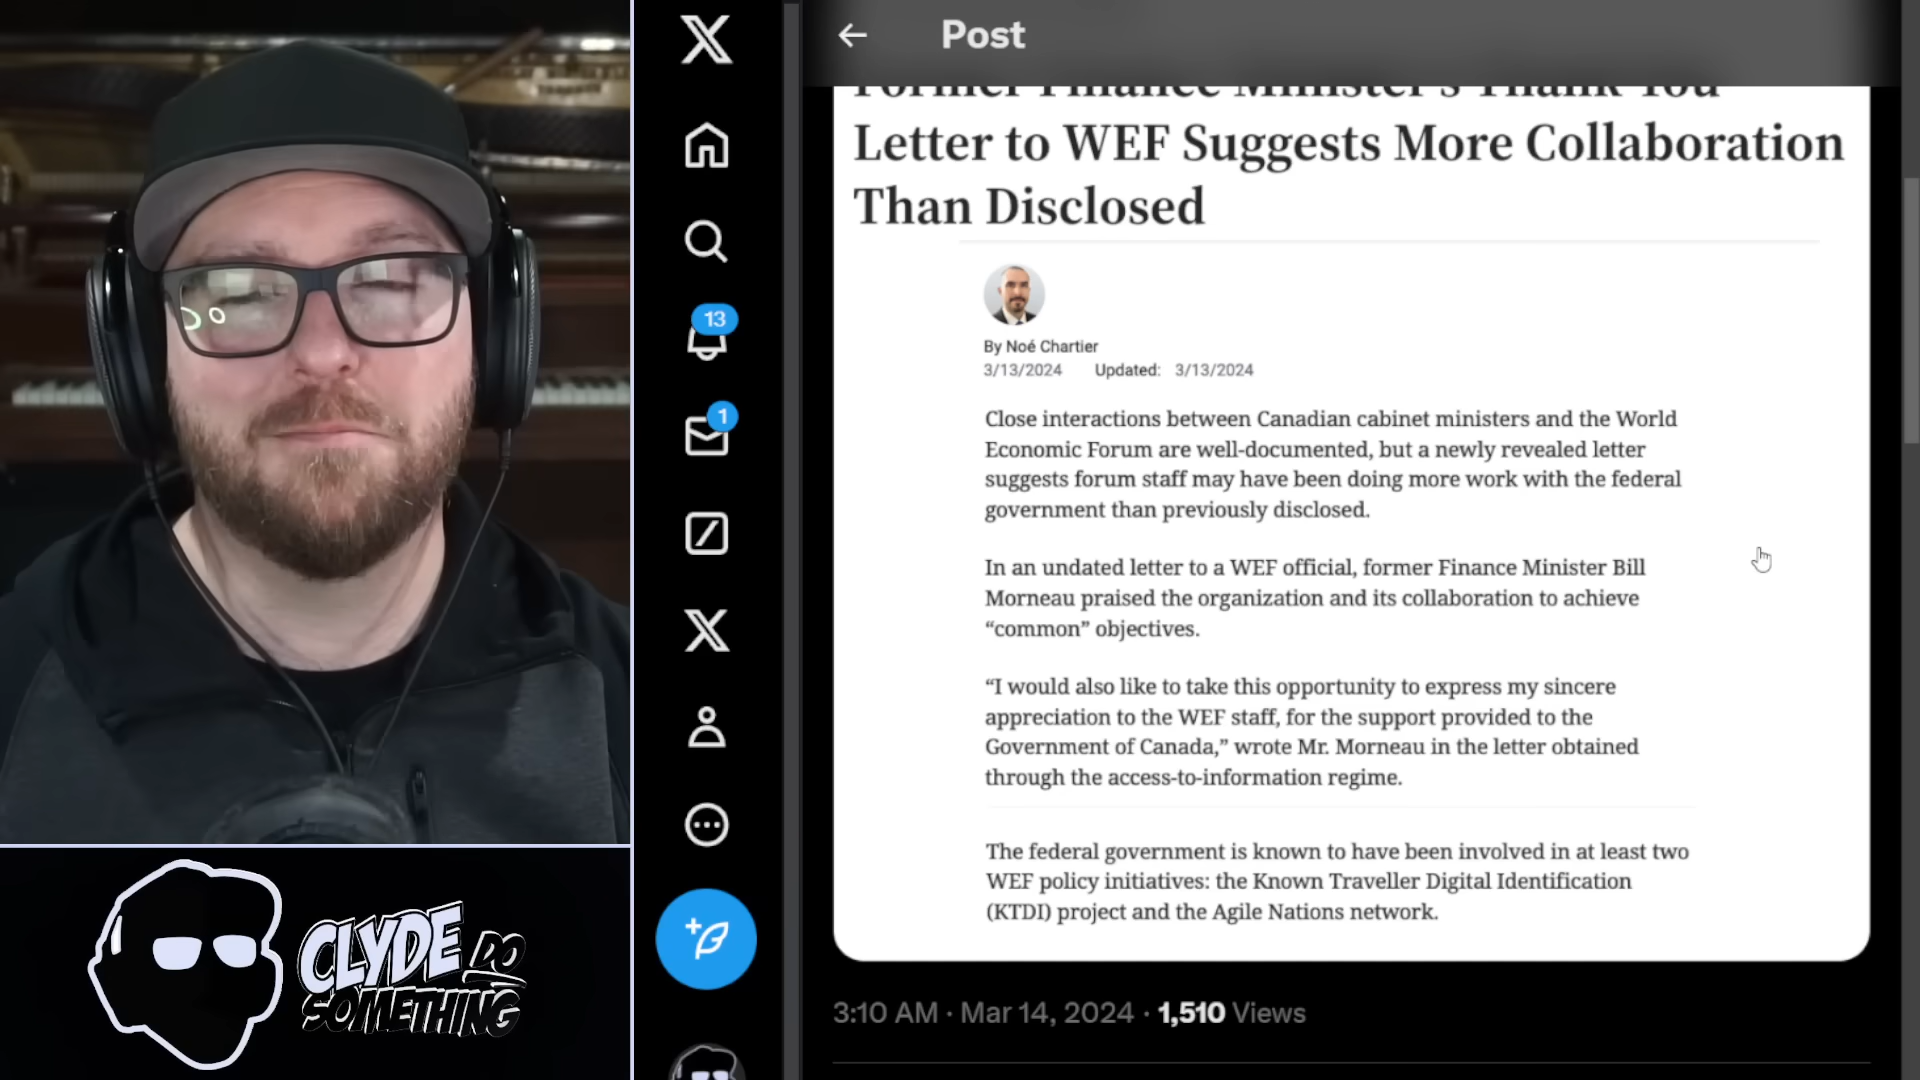 Post
Former Finance Minister's Thank You
Letter to WEF Suggests More Collaboration
Than Disclosed
By Noé Chartier
3/13/2024 Updated: 3/13/2024
Close interactions between Canadian cabinet ministers and the World
Economic Forum are well-documented, but a newly revealed letter
suggests forum staff may have been doing more work with the federal
government than previously disclosed.
In an undated letter to a WEF official, former Finance Minister Bill
Morneau praised the organization and its collaboration to achieve
“common” objectives.
“I would also like to take this opportunity to express my sincere
appreciation to the WEF staff, for the support provided to the
Government of Canada,” wrote Mr. Morneau in the letter obtained
through the access-to-information regime.
The federal government is known to have been involved in at least two
WEF policy initiatives: the Known Traveller Digital Identification
(KTDI) project and the Agile Nations network.
3:10 AM · Mar 14, 2024 · 1,510 Views
13
1
CLYDE DO
SOMETHING